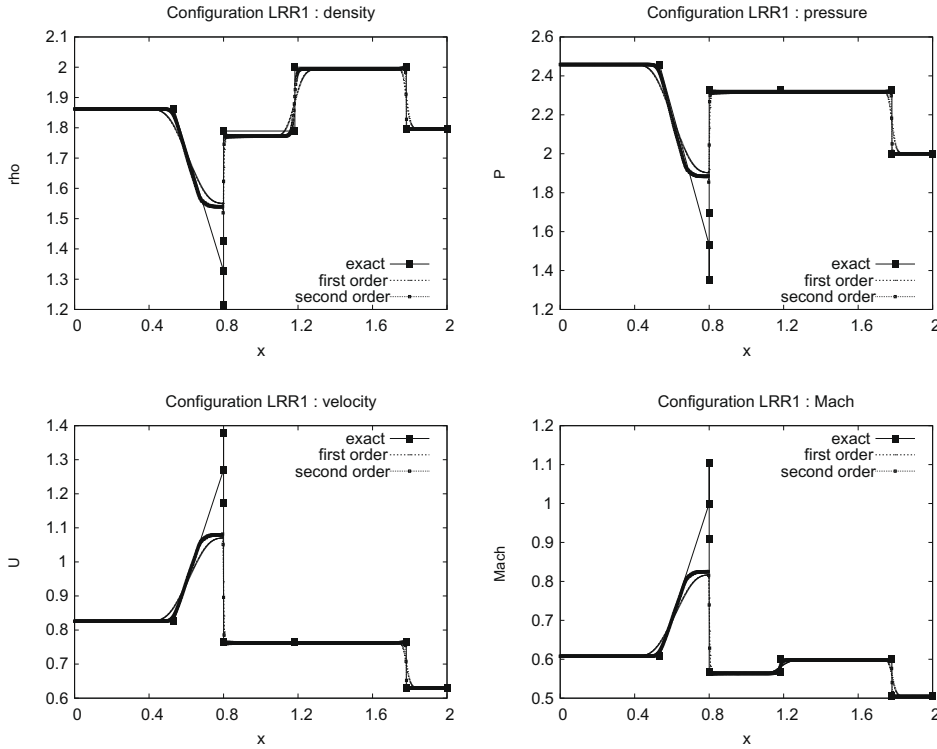 Configuration LRR1 : density
2.1
2
1.9
1.8
1.7
1.6
1.5
1.4
1.3
1.2
rho
0
0.4
0.8
1.2
1.6
2
x
exact
first order
second order
Configuration LRR1 : pressure
2.6
2.4
2.2
2
1.8
1.6
1.4
1.2
P
0
0.4
0.8
1.2
1.6
2
x
exact
first order
second order
Configuration LRR1 : velocity
1.4
1.3
1.2
1.1
1
0.9
0.8
0.7
0.6
U
0
0.4
0.8
1.2
1.6
2
x
exact
first order
second order
Configuration LRR1 : Mach
1.2
1.1
1
0.9
0.8
0.7
0.6
0.5
Mach
0
0.4
0.8
1.2
1.6
2
x
exact
first order
second order